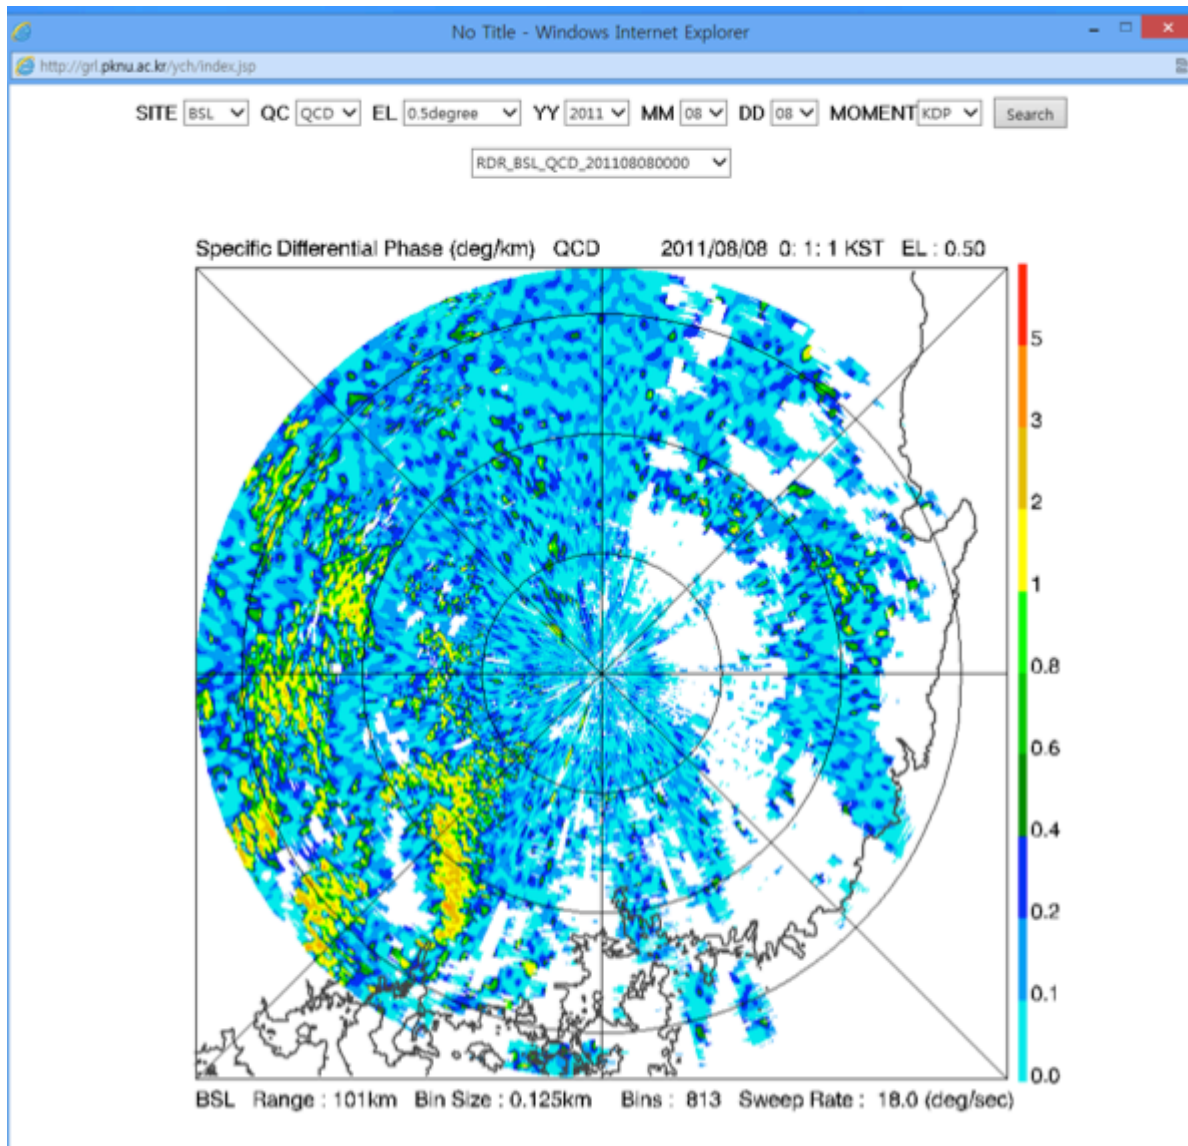 No Title - Windows Internet Explorer
http://grl.pknu.ac.kr/ych/index.jsp
SITE BSL QC QCD EL 0.5degree YY 2011 MM 08 DD 08 MOMENT KDP Search
RDR_BSL_QCD_201108080000
Specific Differential Phase (deg/km) QCD 2011/08/08 0: 1: 1 KST EL : 0.50
5
3
2
1
0.8
0.6
0.4
0.2
0.1
0.0
BSL Range : 101km Bin Size : 0.125km Bins : 813 Sweep Rate : 18.0 (deg/sec)